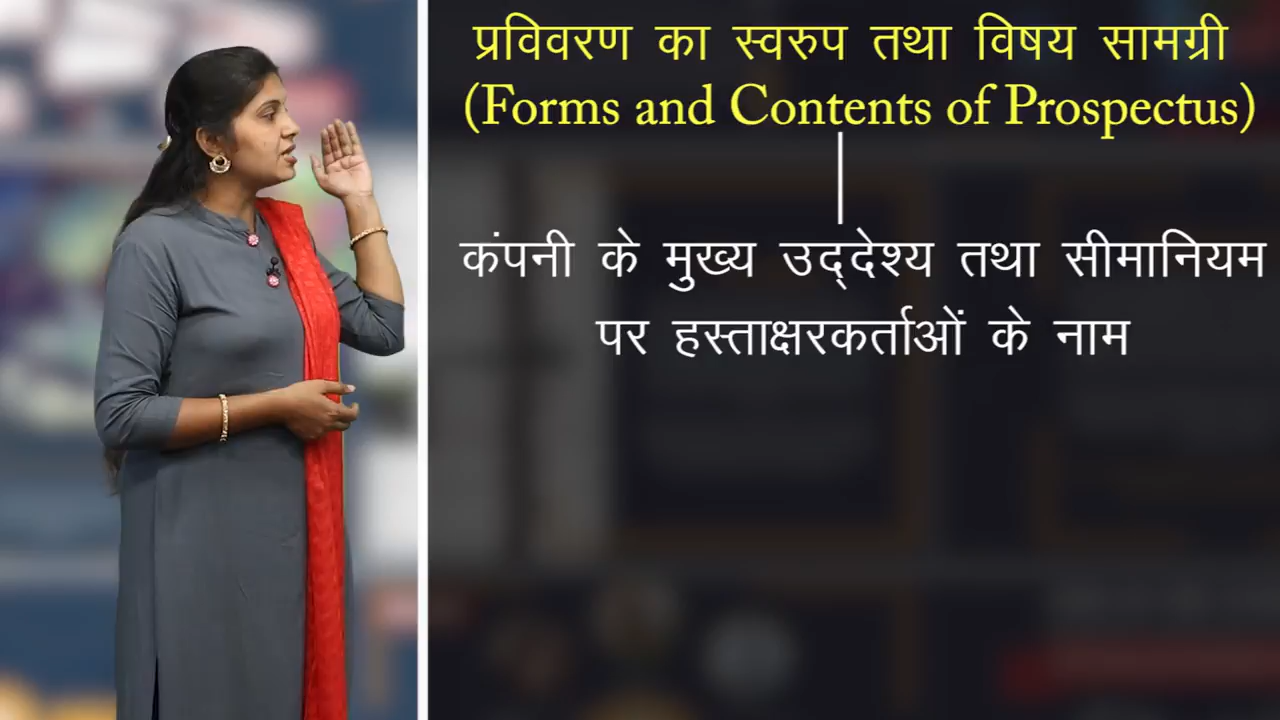 प्रविवरण का स्वरुप तथा विषय सामग्री
(Forms and Contents of Prospectus)
कंपनी के मुख्य उद्‌देश्य तथा सीमानियम
पर हस्ताक्षरकर्ताओं के नाम